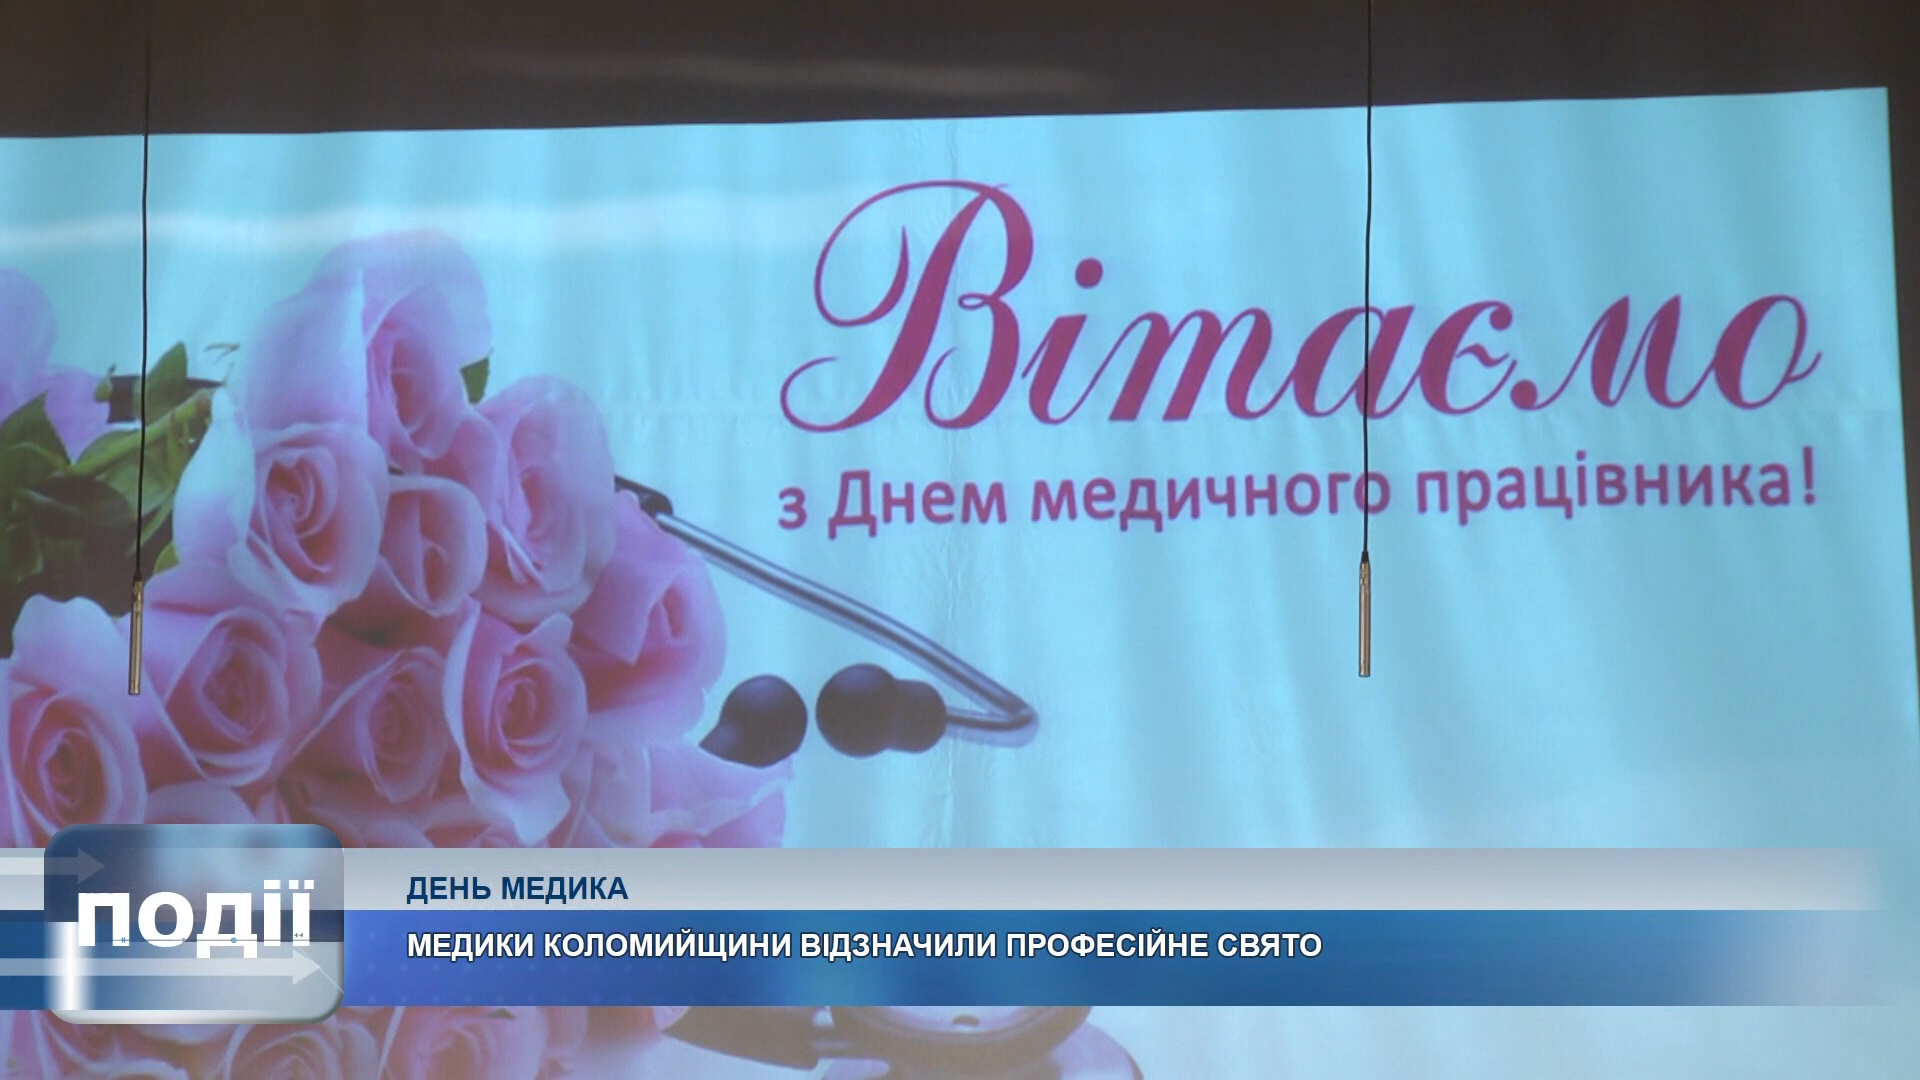 Вітаємо
з Днем медичного працівника!
ДЕНЬ МЕДИКА
події
МЕДИКИ КОЛОМИЙЩИНИ ВІДЗНАЧИЛИ ПРОФЕСІЙНЕ СВЯТО